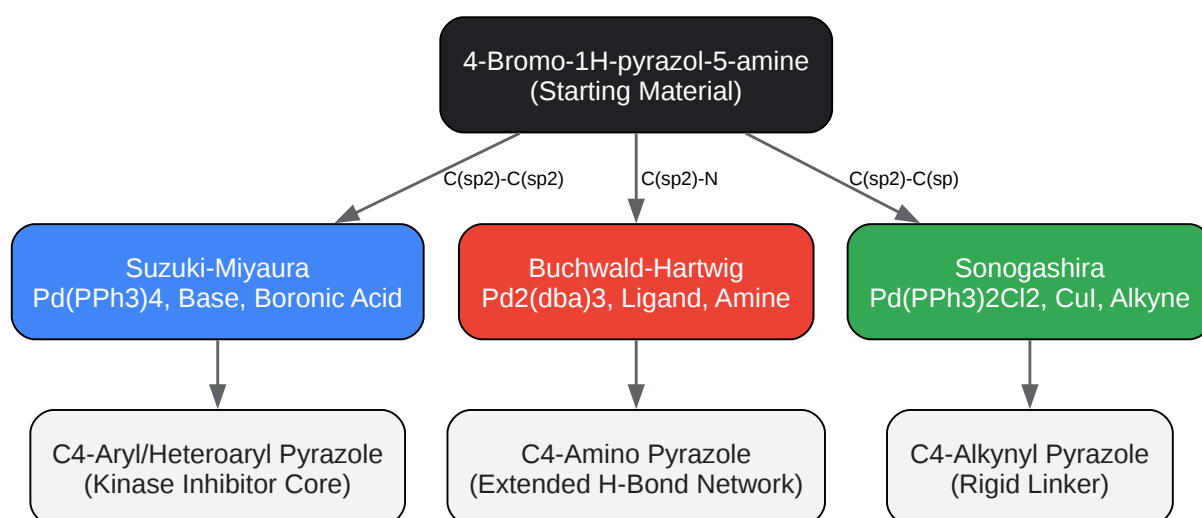 4-Bromo-1H-pyrazol-5-amine
(Starting Material)
C(sp2)-C(sp2)
C(sp2)-N
C(sp2)-C(sp)
Suzuki-Miyaura
Pd(PPh3)4, Base, Boronic Acid
Buchwald-Hartwig
Pd2(dba)3, Ligand, Amine
Sonogashira
Pd(PPh3)2Cl2, CuI, Alkyne
C4-Aryl/Heteroaryl Pyrazole
(Kinase Inhibitor Core)
C4-Amino Pyrazole
(Extended H-Bond Network)
C4-Alkynyl Pyrazole
(Rigid Linker)